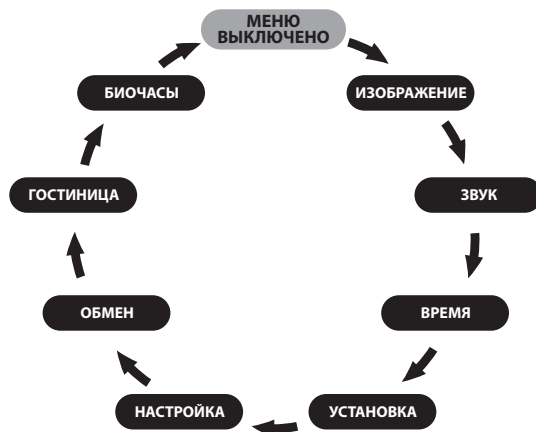 МЕНЮ
ВЫКЛЮЧЕНО
ИЗОБРАЖЕНИЕ
ЗВУК
ВРЕМЯ
УСТАНОВКА
НАСТРОЙКА
ОБМЕН
ГОСТИНИЦА
БИОЧАСЫ